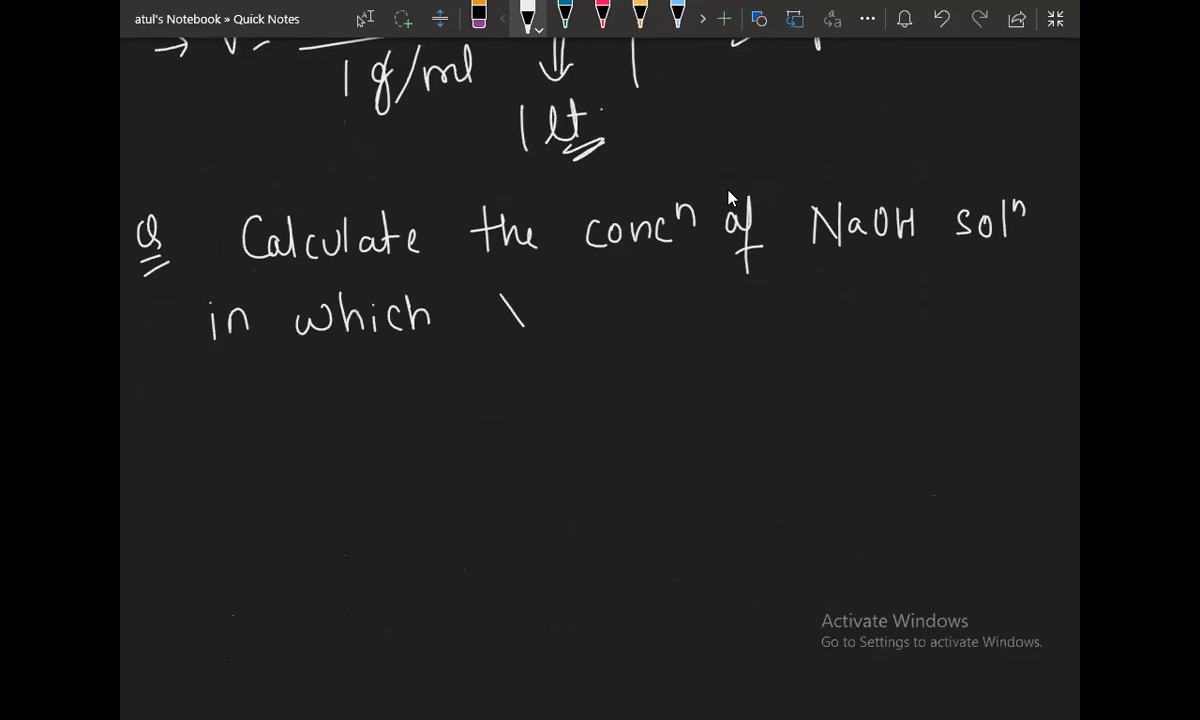 atul's Notebook » Quick Notes
→ V =
1 g/ml
1 lt.
Q Calculate the concⁿ of NaOH solⁿ
in which \
Activate Windows
Go to Settings to activate Windows.